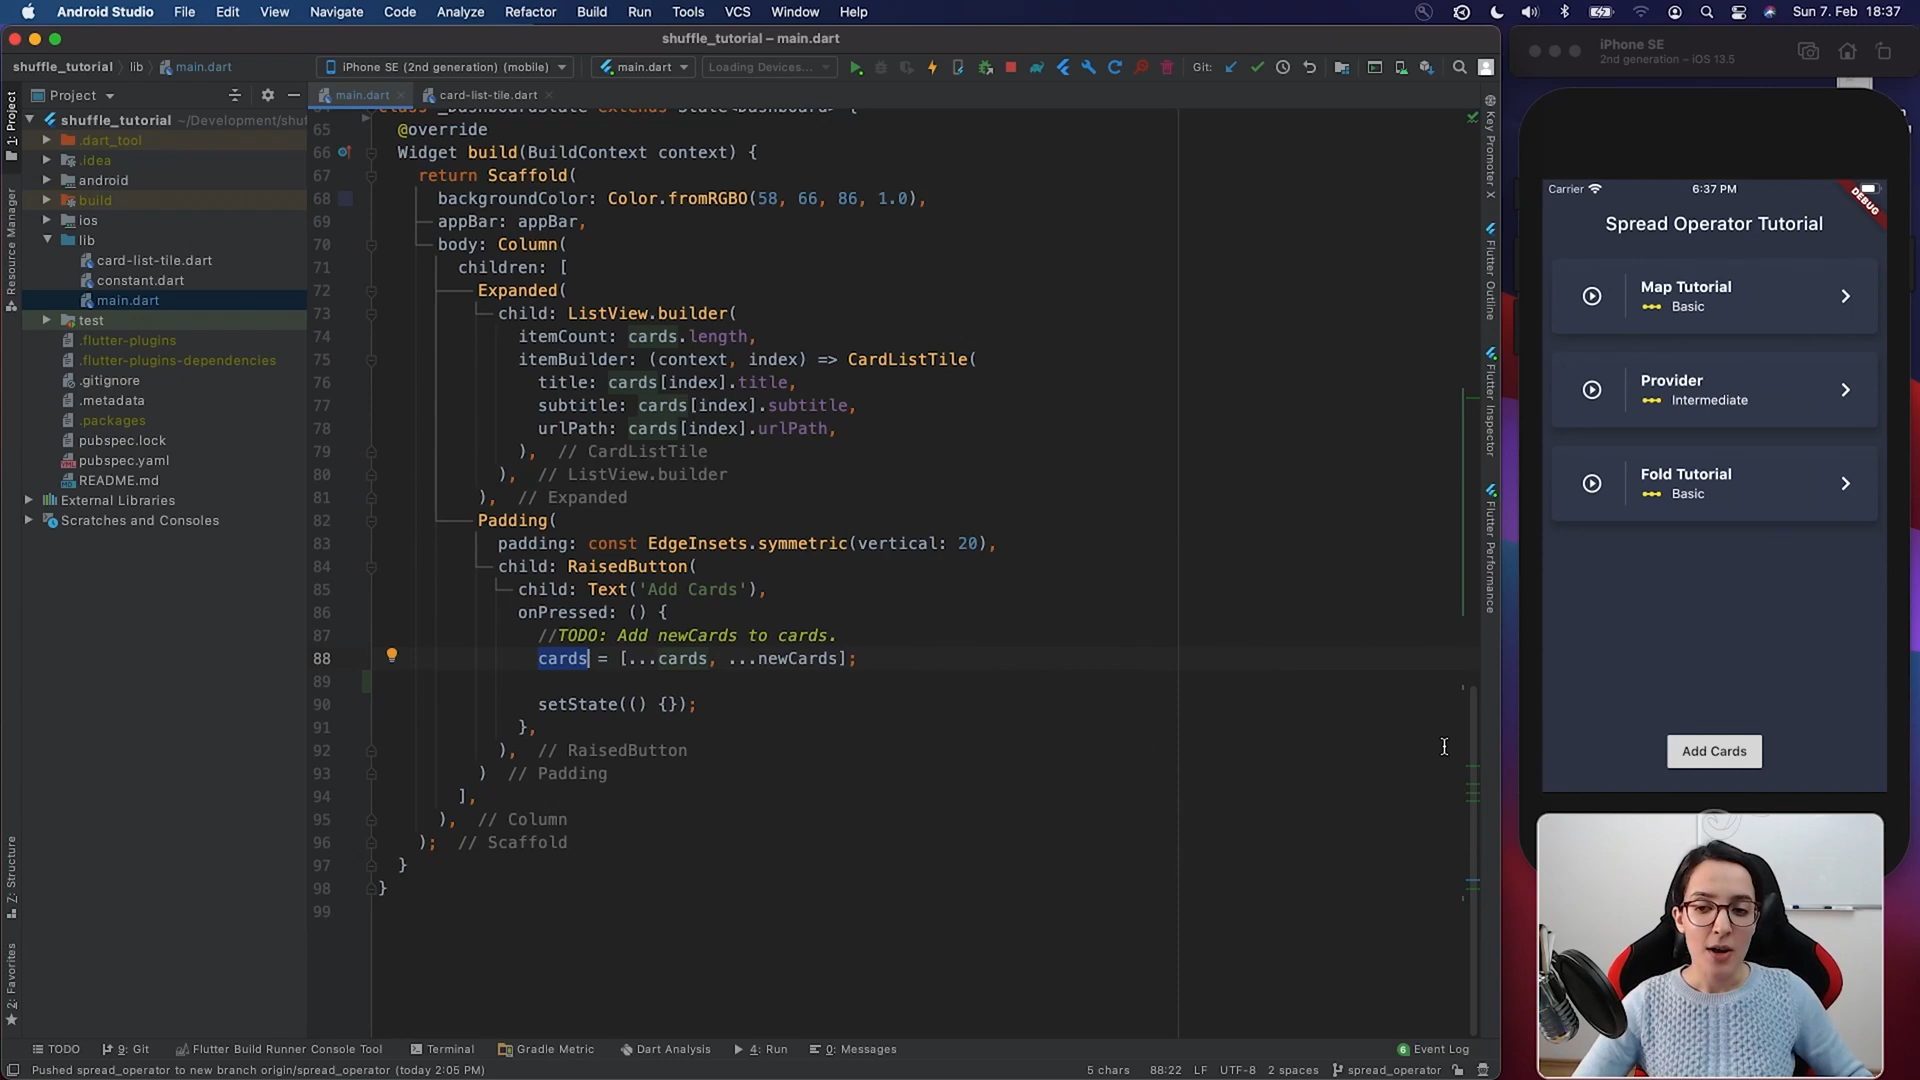 Android Studio File Edit View Navigate Code Analyze Refactor Build Run Tools VCS Window Help
Sun 7. Feb 18:37
shuffle_tutorial – main.dart
shuffle_tutorial lib main.dart
iPhone SE (2nd generation) (mobile) main.dart Loading Devices... Git:
Project
main.dart
card-list-tile.dart
shuffle_tutorial ~/Development/shuf
.dart_tool
.idea
android
build
ios
lib
card-list-tile.dart
constant.dart
main.dart
test
.flutter-plugins
.flutter-plugins-dependencies
.gitignore
.metadata
.packages
pubspec.lock
pubspec.yaml
README.md
External Libraries
Scratches and Consoles
1: Project
Resource Manager
Z: Structure
2: Favorites
65 @override
66 Widget build(BuildContext context) {
67 return Scaffold(
68 backgroundColor: Color.fromRGBO(58, 66, 86, 1.0),
69 appBar: appBar,
70 body: Column(
71 children: [
72 Expanded(
73 child: ListView.builder(
74 itemCount: cards.length,
75 itemBuilder: (context, index) => CardListTile(
76 title: cards[index].title,
77 subtitle: cards[index].subtitle,
78 urlPath: cards[index].urlPath,
79 ), // CardListTile
80 ), // ListView.builder
81 ), // Expanded
82 Padding(
83 padding: const EdgeInsets.symmetric(vertical: 20),
84 child: RaisedButton(
85 child: Text('Add Cards'),
86 onPressed: () {
87 //TODO: Add newCards to cards.
88 cards = [...cards, ...newCards];
89
90 setState(() {});
91 },
92 ), // RaisedButton
93 ) // Padding
94 ],
95 ), // Column
96 ); // Scaffold
97 }
98 }
99
Key Promoter X
Flutter Outline
Flutter Inspector
Flutter Performance
iPhone SE
2nd generation – iOS 13.5
Carrier 6:37 PM
DEBUG
Spread Operator Tutorial
Map Tutorial
Basic
Provider
Intermediate
Fold Tutorial
Basic
Add Cards
TODO 9: Git Flutter Build Runner Console Tool Terminal Gradle Metric Dart Analysis 4: Run 0: Messages 6 Event Log
Pushed spread_operator to new branch origin/spread_operator (today 2:05 PM) 5 chars 88:22 LF UTF-8 2 spaces spread_operator